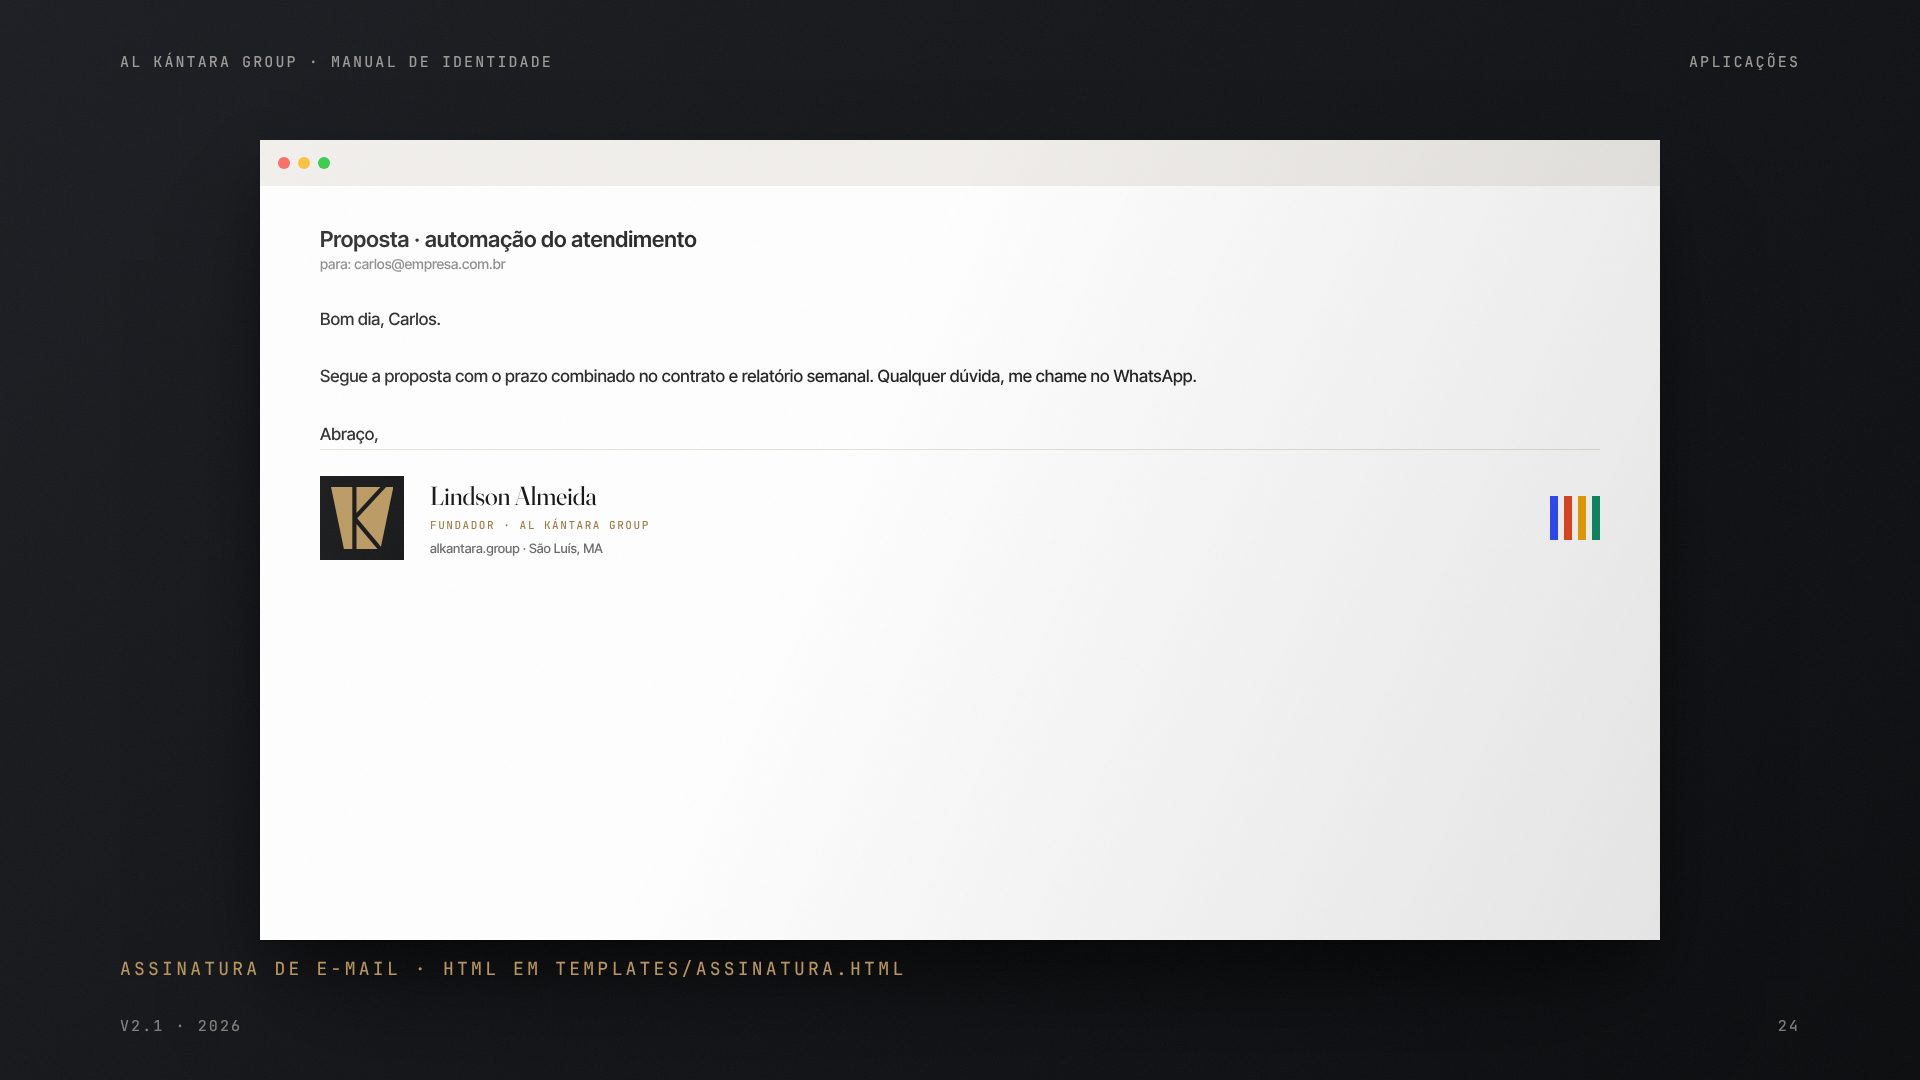 AL KÁNTARA GROUP · MANUAL DE IDENTIDADE
APLICAÇÕES
Proposta · automação do atendimento
para: carlos@empresa.com.br
Bom dia, Carlos.
Segue a proposta com o prazo combinado no contrato e relatório semanal. Qualquer dúvida, me chame no WhatsApp.
Abraço,
K
Lindson Almeida
FUNDADOR · AL KÁNTARA GROUP
alkantara.group · São Luís, MA
ASSINATURA DE E-MAIL · HTML EM TEMPLATES/ASSINATURA.HTML
V2.1 · 2026
24